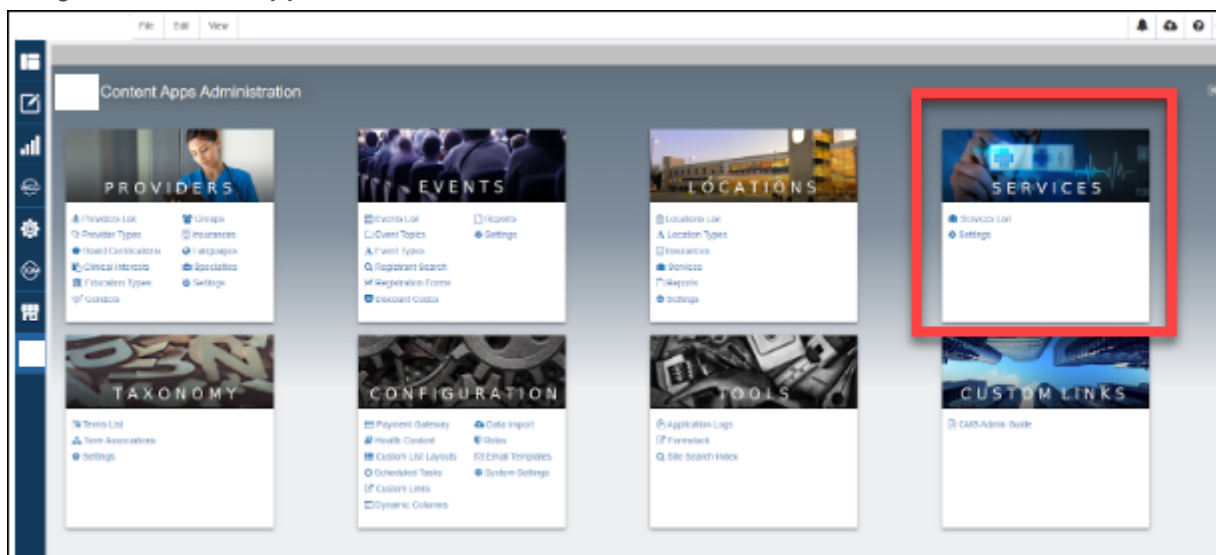 File Edit View
Content Apps Administration
PROVIDERS
Providers List Groups
Provider Types Insurances
Board Certifications Languages
Clinical Interests Specialties
Education Types Settings
Genders
EVENTS
Events List Reports
Event Topics Settings
Event Types
Registrant Search
Registration Forms
Discount Codes
LOCATIONS
Locations List
Location Types
Insurances
Services
Reports
Settings
SERVICES
Services List
Settings
TAXONOMY
Terms List
Term Associations
Settings
CONFIGURATION
Payment Gateway Data Import
Health Content Roles
Custom List Layouts Email Templates
Scheduled Tasks System Settings
Custom Links
Dynamic Columns
TOOLS
Application Logs
Formstack
Site Search Index
CUSTOM LINKS
CMS Admin Guide